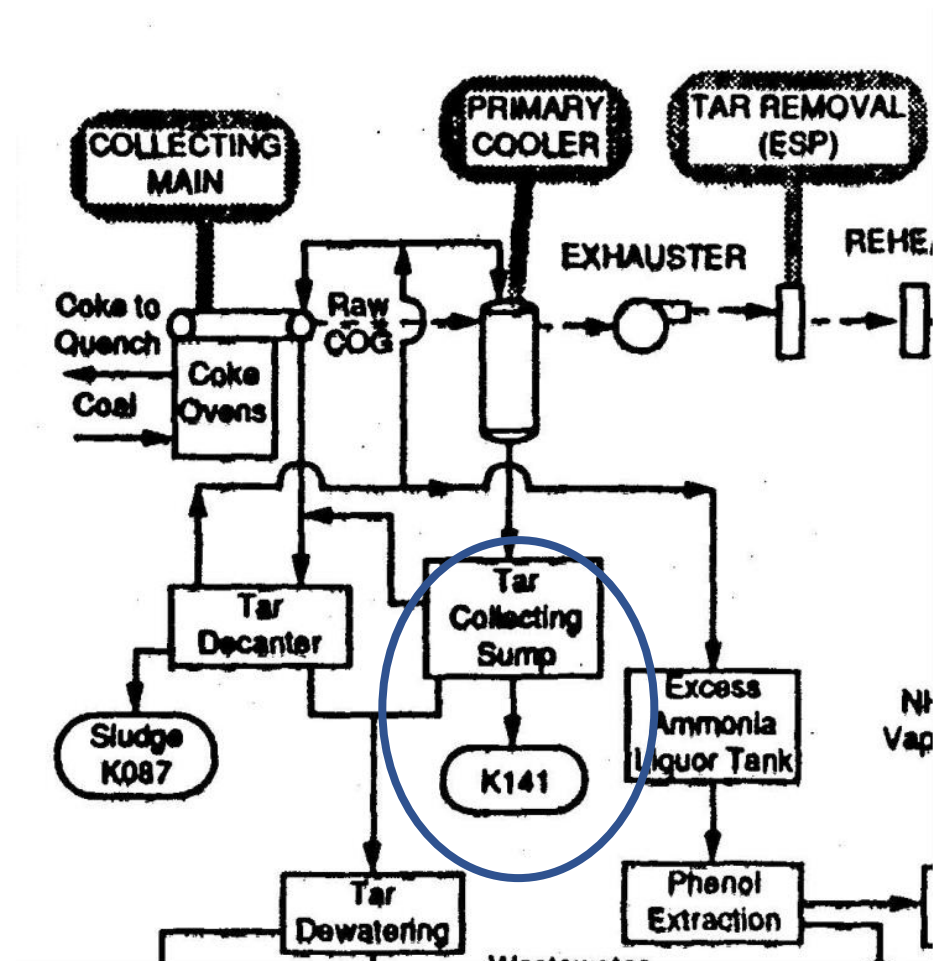 COLLECTING
MAIN
PRIMARY
COOLER
TAR REMOVAL
(ESP)
EXHAUSTER
Coke to
Quench
Coal
Coke
Ovens
Raw
COG
Tar
Decanter
Tar
Collecting
Sump
Sludge
K087
K141
Excess
Ammonia
Liquor Tank
Tar
Dewatering
Phenol
Extraction